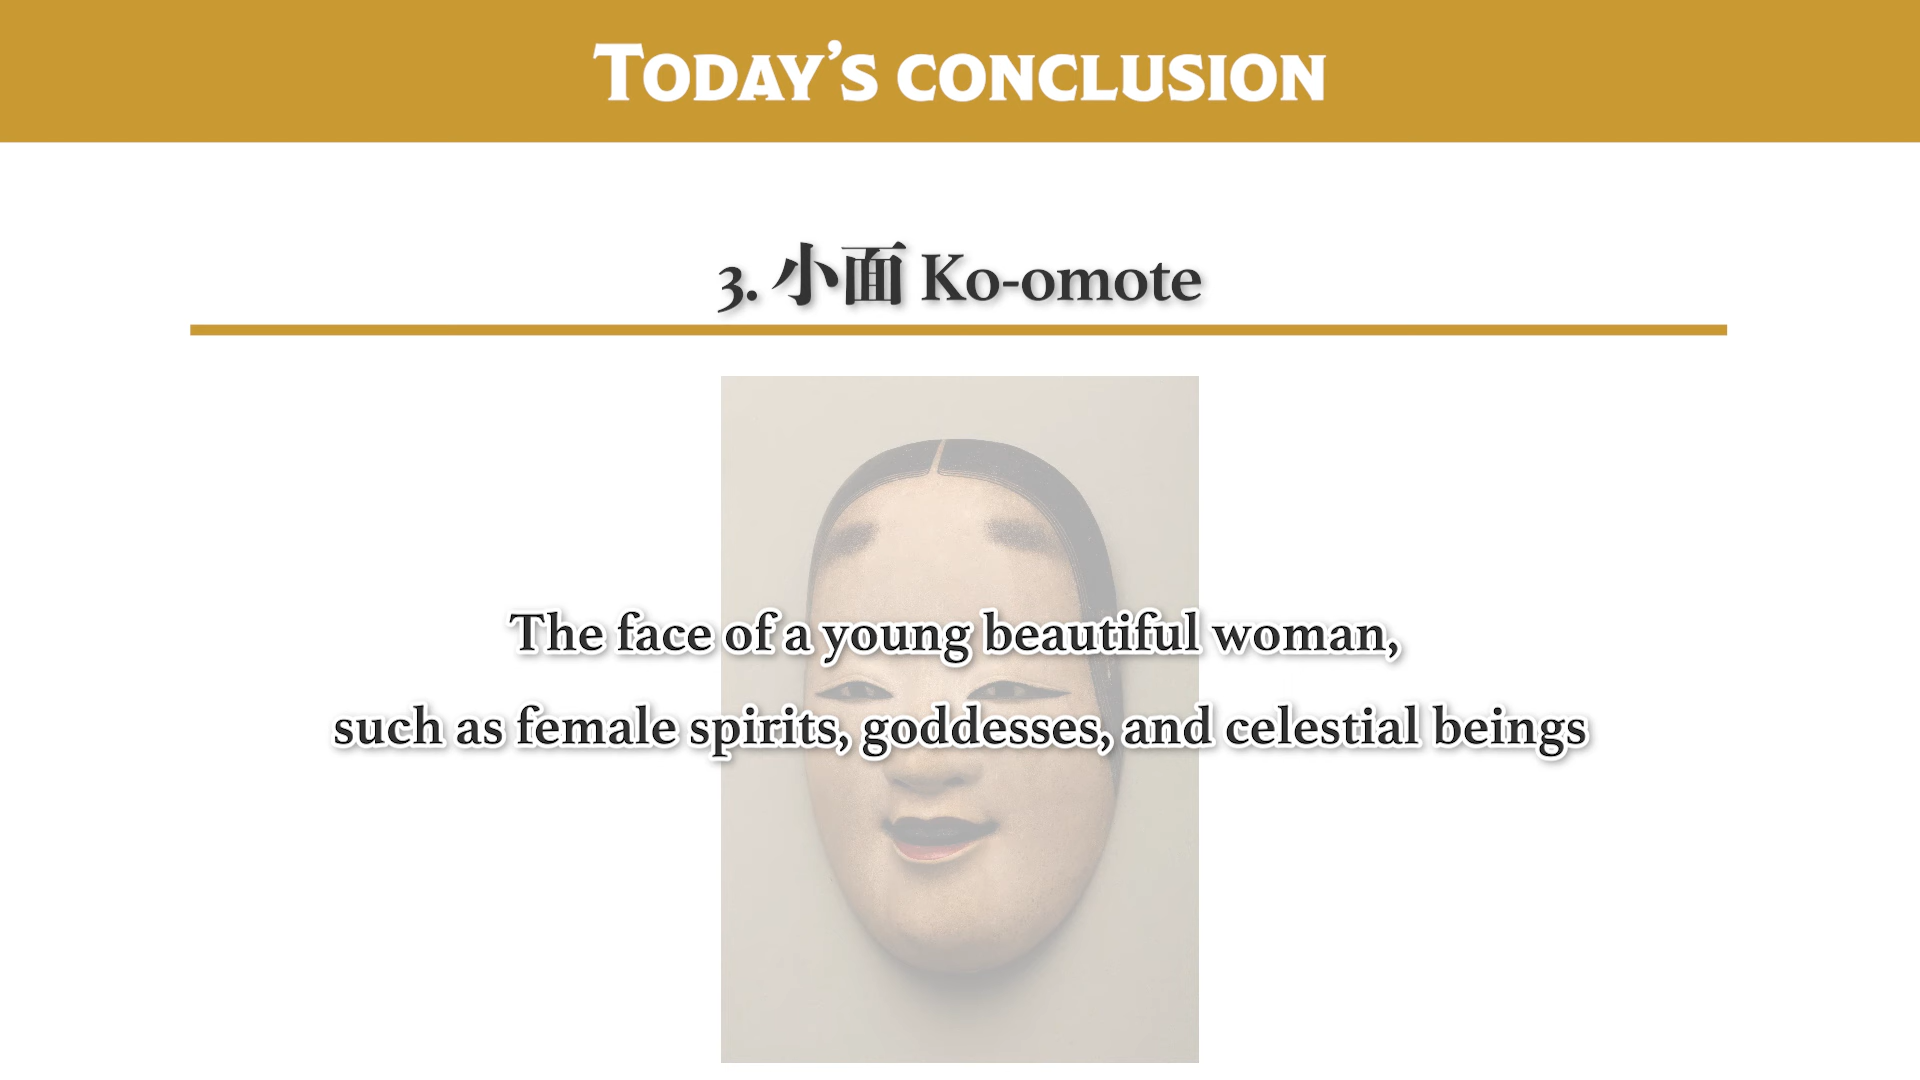 Today's conclusion
3. 小面 Ko-omote
The face of a young beautiful woman,
such as female spirits, goddesses, and celestial beings